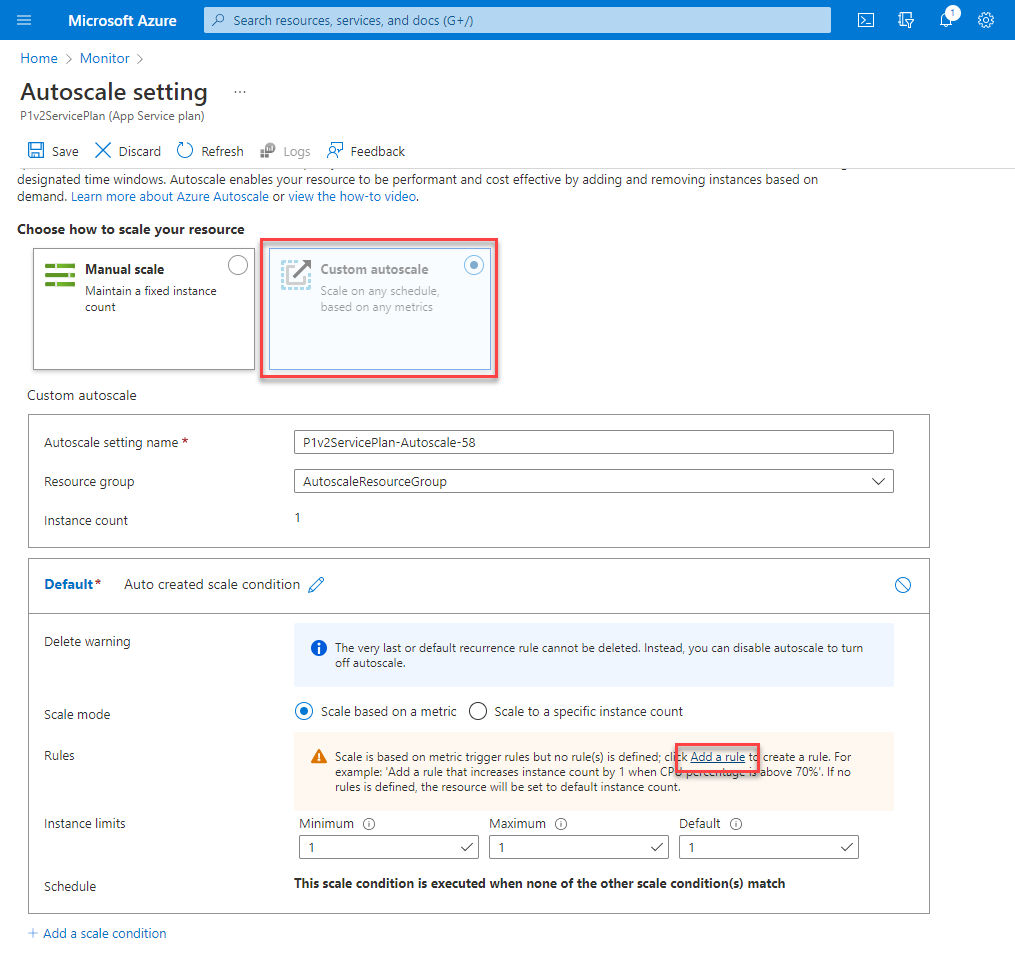 Microsoft Azure
Search resources, services, and docs (G+/)
1
Home > Monitor >
Autoscale setting ...
P1v2ServicePlan (App Service plan)
Save Discard Refresh Logs Feedback
designated time windows. Autoscale enables your resource to be performant and cost effective by adding and removing instances based on
demand. Learn more about Azure Autoscale or view the how-to video.
Choose how to scale your resource
Manual scale
Maintain a fixed instance
count
Custom autoscale
Scale on any schedule,
based on any metrics
Custom autoscale
Autoscale setting name *
P1v2ServicePlan-Autoscale-58
Resource group
AutoscaleResourceGroup
Instance count
1
Default* Auto created scale condition
Delete warning
The very last or default recurrence rule cannot be deleted. Instead, you can disable autoscale to turn
off autoscale.
Scale mode
Scale based on a metric Scale to a specific instance count
Rules
Scale is based on metric trigger rules but no rule(s) is defined; click Add a rule to create a rule. For
example: 'Add a rule that increases instance count by 1 when CPU percentage is above 70%'. If no
rules is defined, the resource will be set to default instance count.
Instance limits
Minimum Maximum Default
1 1 1
Schedule
This scale condition is executed when none of the other scale condition(s) match
+ Add a scale condition